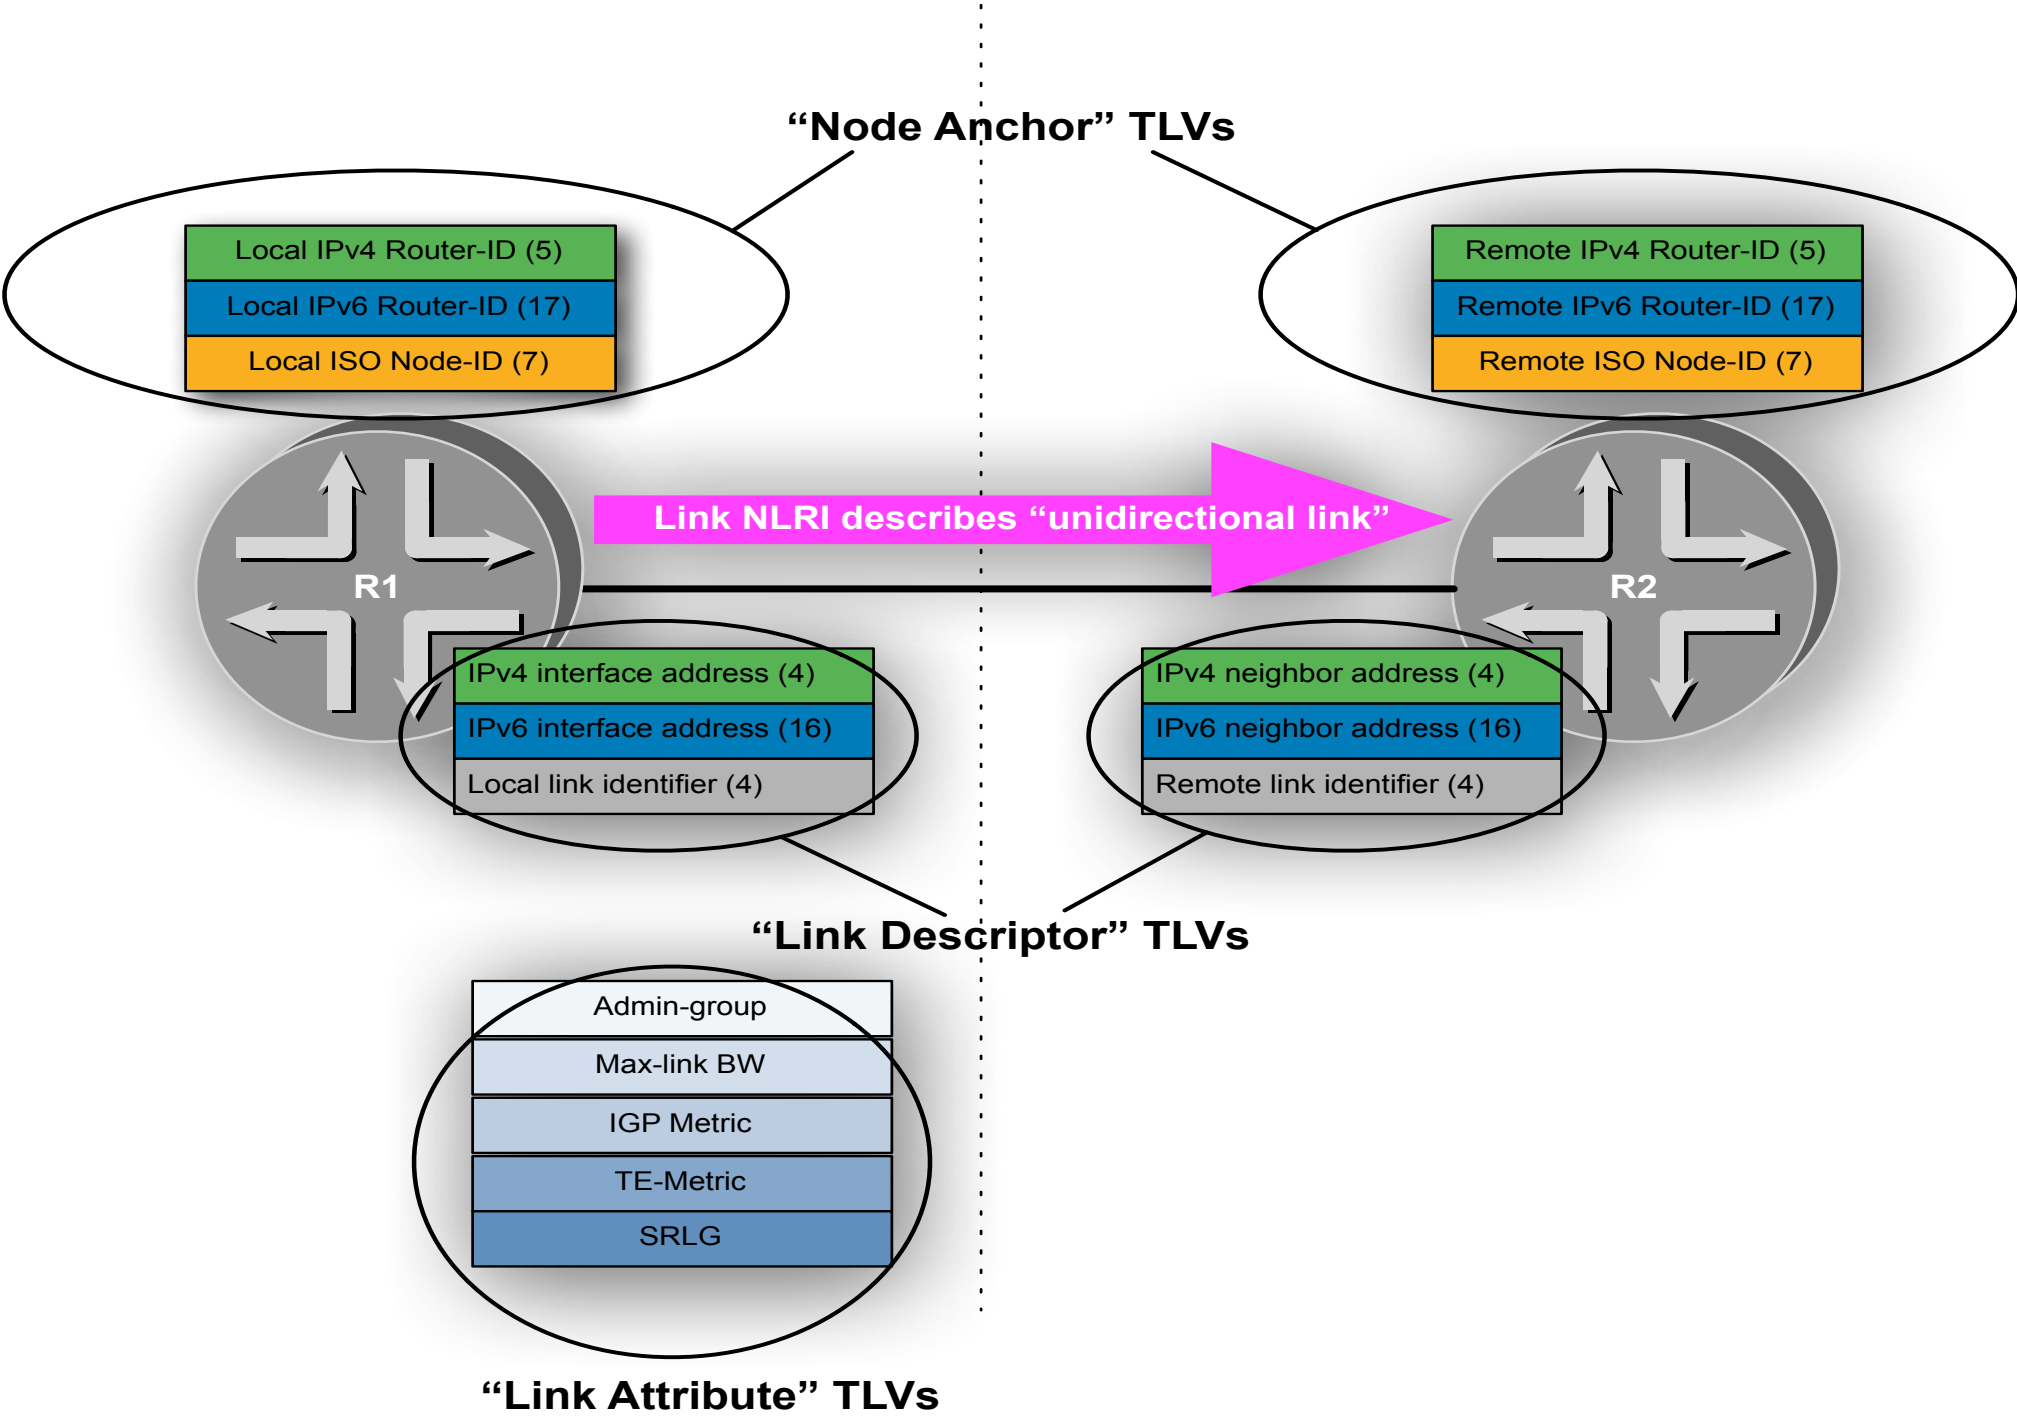 “Node Anchor” TLVs
Local IPv4 Router-ID (5)
Local IPv6 Router-ID (17)
Local ISO Node-ID (7)
Remote IPv4 Router-ID (5)
Remote IPv6 Router-ID (17)
Remote ISO Node-ID (7)
Link NLRI describes “unidirectional link”
R1
R2
IPv4 interface address (4)
IPv6 interface address (16)
Local link identifier (4)
IPv4 neighbor address (4)
IPv6 neighbor address (16)
Remote link identifier (4)
“Link Descriptor” TLVs
Admin-group
Max-link BW
IGP Metric
TE-Metric
SRLG
“Link Attribute” TLVs